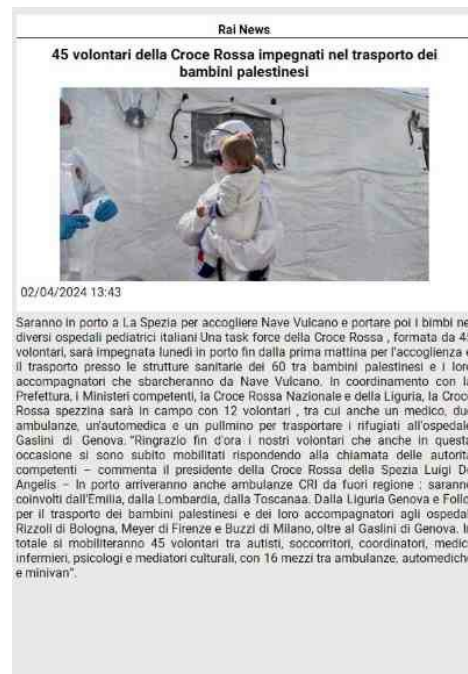 Rai News
45 volontari della Croce Rossa impegnati nel trasporto dei
bambini palestinesi
02/04/2024 13:43
Saranno in porto a La Spezia per accogliere Nave Vulcano e portare poi i bimbi ne
diversi ospedali pediatrici italiani Una task force della Croce Rossa , formata da 45
volontari, sarà impegnata lunedì in porto fin dalla prima mattina per l'accoglienza e
il trasporto presso le strutture sanitarie dei 60 tra bambini palestinesi e i loro
accompagnatori che sbarcheranno da Nave Vulcano. In coordinamento con la
Prefettura, i Ministeri competenti, la Croce Rossa Nazionale e della Liguria, la Croce
Rossa spezzina sarà in campo con 12 volontari , tra cui anche un medico, due
ambulanze, un'automedica e un pullmino per trasportare i rifugiati all'ospedale
Gaslini di Genova. "Ringrazio fin d'ora i nostri volontari che anche in questa
occasione si sono subito mobilitati rispondendo alla chiamata delle autorità
competenti – commenta il presidente della Croce Rossa della Spezia Luigi De
Angelis – In porto arriveranno anche ambulanze CRI da fuori regione : saranno
coinvolti dall'Emilia, dalla Lombardia, dalla Toscanaa. Dalla Liguria Genova e Follo
per il trasporto dei bambini palestinesi e dei loro accompagnatori agli ospedal
Rizzoli di Bologna, Meyer di Firenze e Buzzi di Milano, oltre al Gaslini di Genova. In
totale si mobiliteranno 45 volontari tra autisti, soccorritori, coordinatori, medic
infermieri, psicologi e mediatori culturali, con 16 mezzi tra ambulanze, automediche
e minivan".